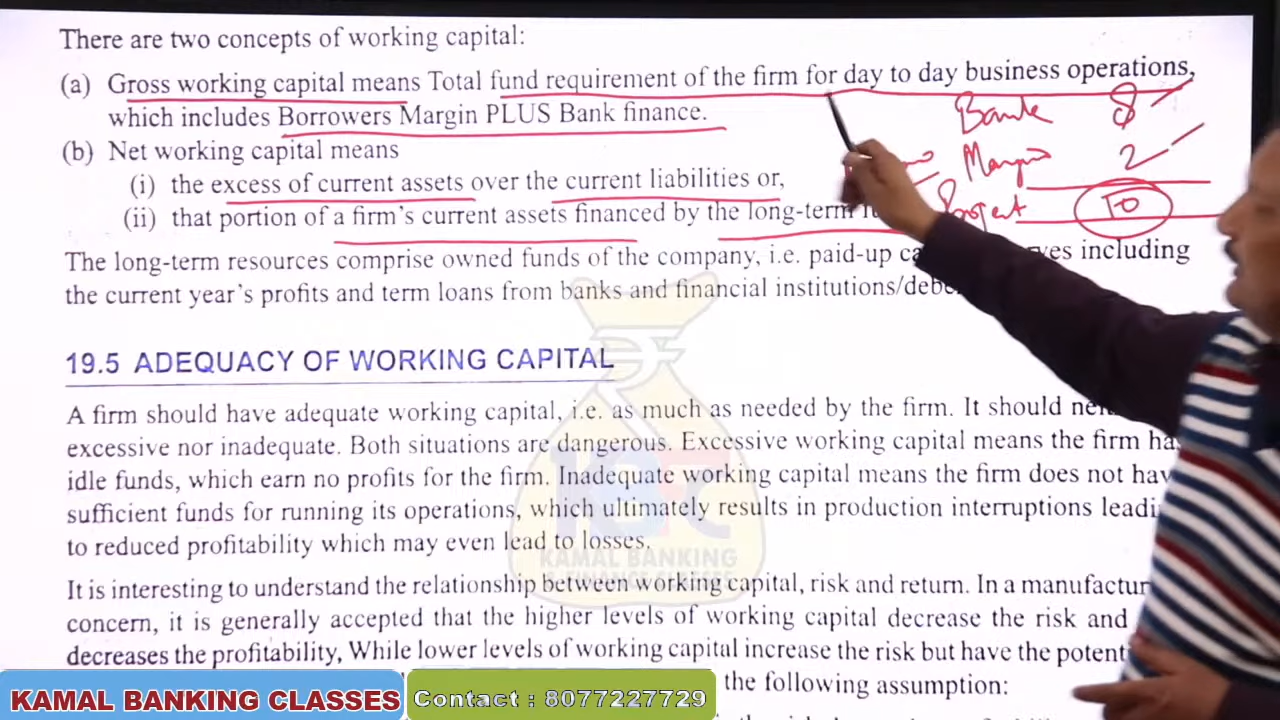 There are two concepts of working capital:
(a) Gross working capital means Total fund requirement of the firm for day to day business operations,
which includes Borrowers Margin PLUS Bank finance.
Bank 8
(b) Net working capital means
Margin 2
(i) the excess of current assets over the current liabilities or,
(ii) that portion of a firm's current assets financed by the long-term
Project 10
The long-term resources comprise owned funds of the company, i.e. paid-up including
the current year's profits and term loans from banks and financial institutions/
19.5 ADEQUACY OF WORKING CAPITAL
A firm should have adequate working capital, i.e. as much as needed by the firm. It should
excessive nor inadequate. Both situations are dangerous. Excessive working capital means the firm ha
idle funds, which earn no profits for the firm. Inadequate working capital means the firm does not hav
sufficient funds for running its operations, which ultimately results in production interruptions leadi
to reduced profitability which may even lead to losses.
KAMAL BANKING
It is interesting to understand the relationship between working capital, risk and return. In a manufactur
concern, it is generally accepted that the higher levels of working capital decrease the risk and
decreases the profitability, While lower levels of working capital increase the risk but have the potent
the following assumption:
KAMAL BANKING CLASSES
Contact : 8077227729